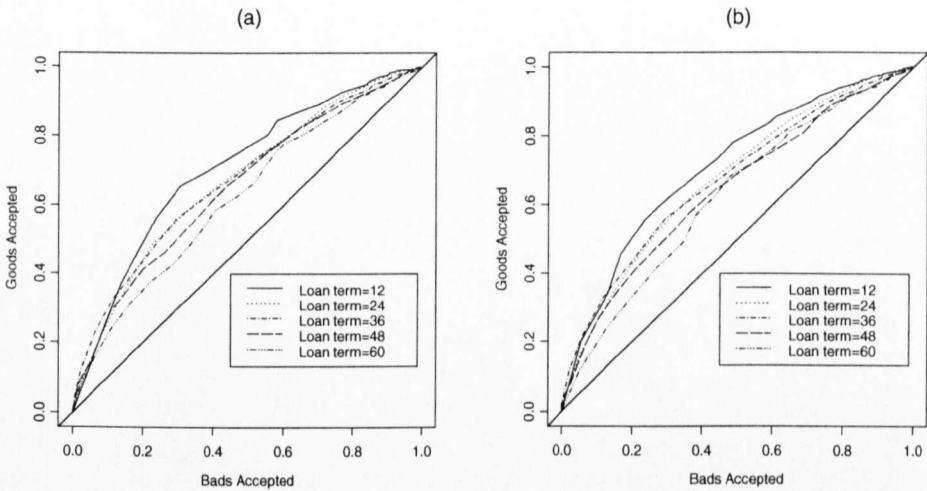 (a)
Goods Accepted
1.0
0.8
0.6
0.4
0.2
0.0
Loan term=12
Loan term=24
Loan term=36
Loan term=48
Loan term=60
0.0 0.2 0.4 0.6 0.8 1.0
Bads Accepted
(b)
Goods Accepted
1.0
0.8
0.6
0.4
0.2
0.0
Loan term=12
Loan term=24
Loan term=36
Loan term=48
Loan term=60
0.0 0.2 0.4 0.6 0.8 1.0
Bads Accepted